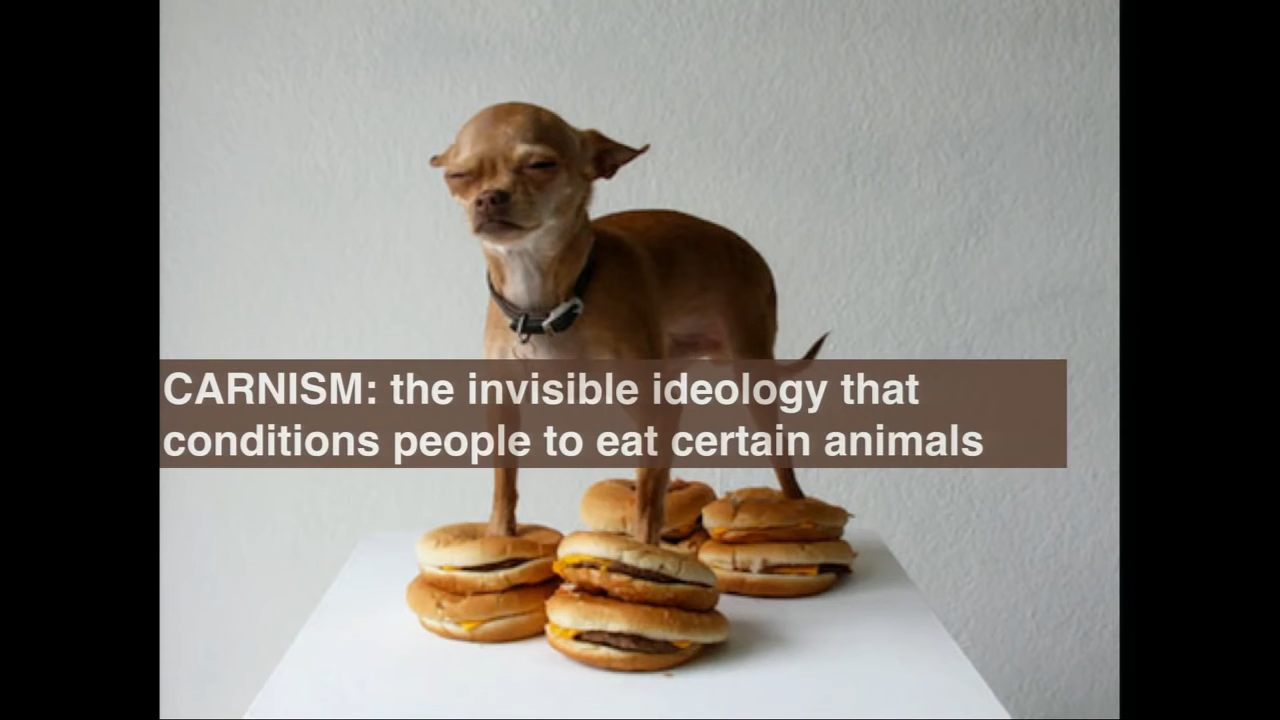 CARNISM: the invisible ideology that
conditions people to eat certain animals